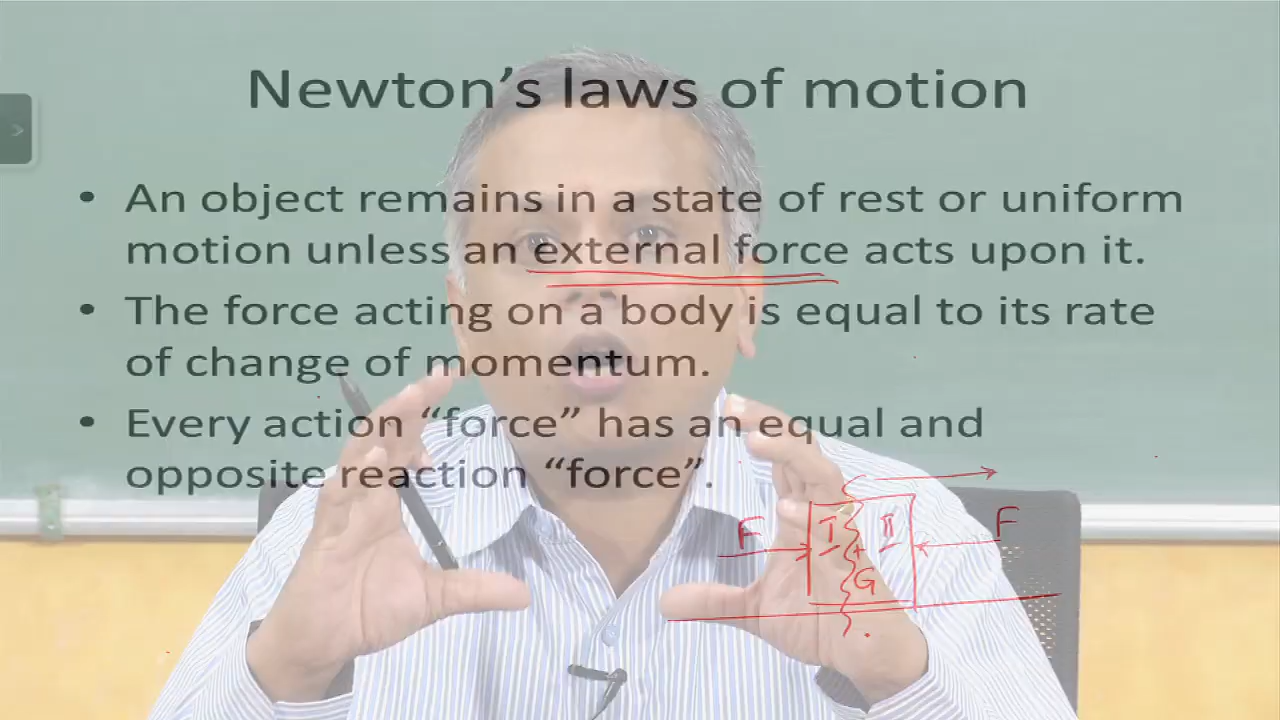 Newton's laws of motion
• An object remains in a state of rest or uniform
motion unless an external force acts upon it.
• The force acting on a body is equal to its rate
of change of momentum.
• Every action “force” has an equal and
opposite reaction “force”.
F I II F
G